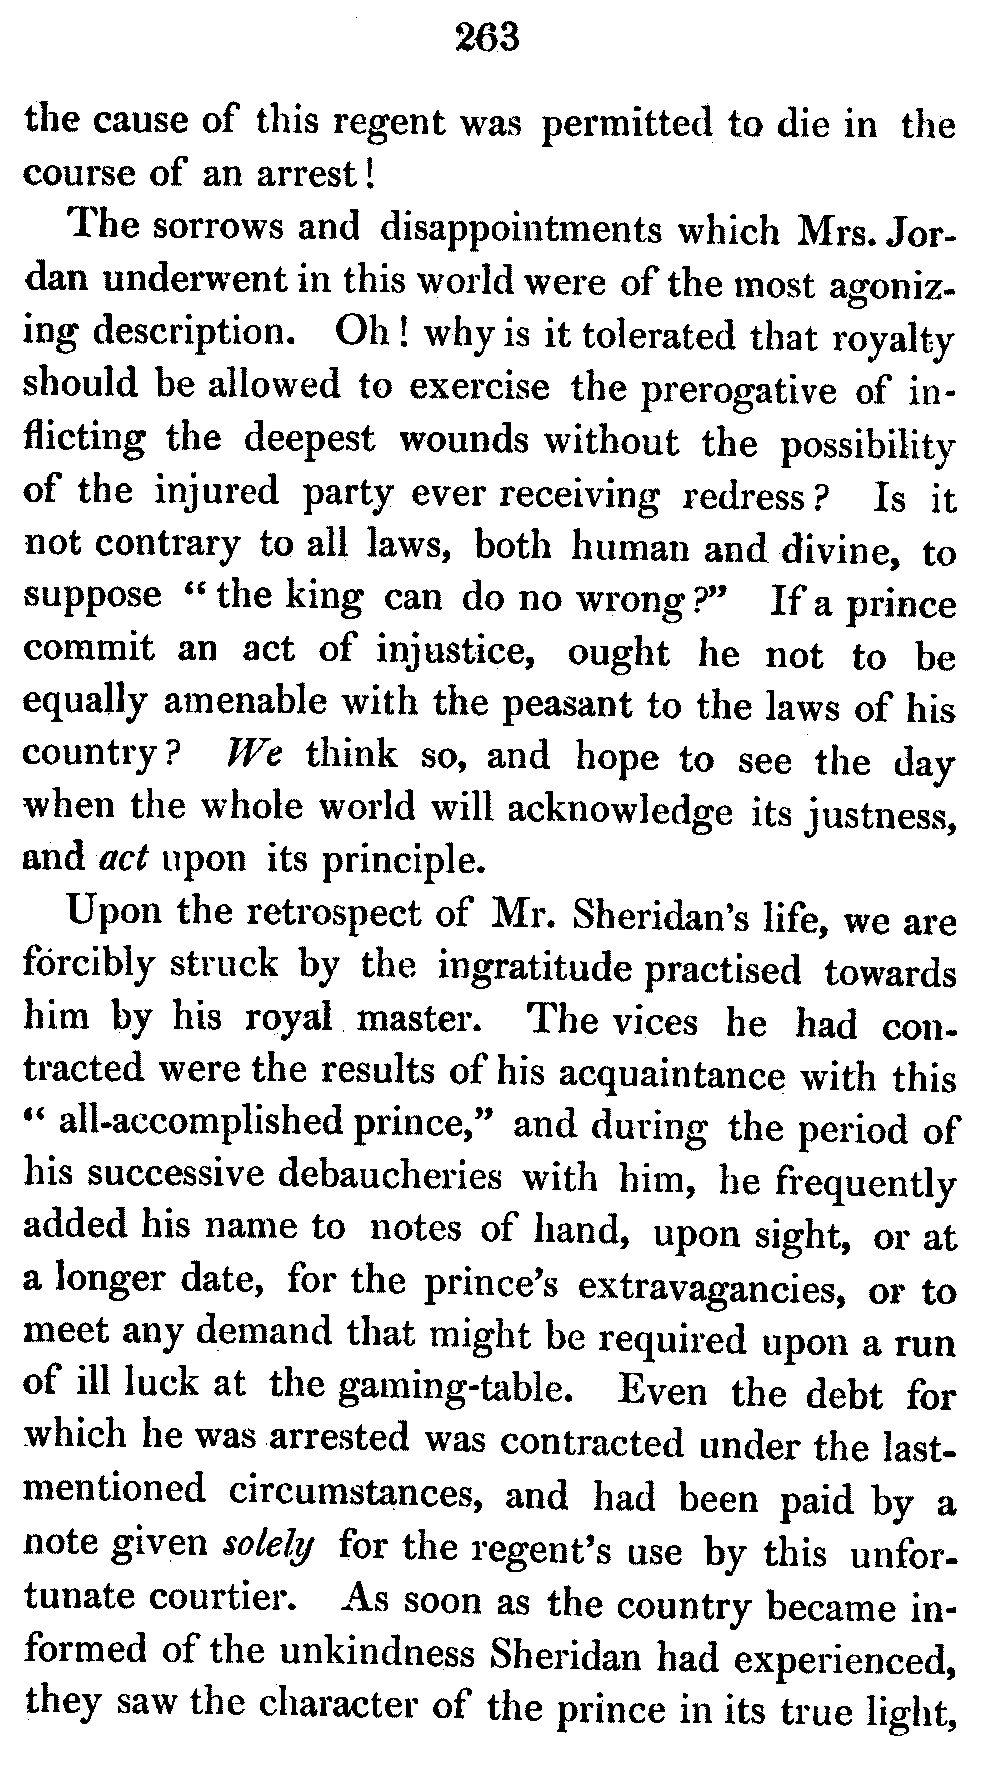 263
the cause of this regent was permitted to die in the
course of an arrest!
The sorrows and disappointments which Mrs. Jor-
dan underwent in this world were of the most agoniz-
ing description. Oh! why is it tolerated that royalty
should be allowed to exercise the prerogative of in-
flicting the deepest wounds without the possibility
of the injured party ever receiving redress? Is it
not contrary to all laws, both human and divine, to
suppose “the king can do no wrong?” If a prince
commit an act of injustice, ought he not to be
equally amenable with the peasant to the laws of his
country? We think so, and hope to see the day
when the whole world will acknowledge its justness,
and act upon its principle.
Upon the retrospect of Mr. Sheridan’s life, we are
forcibly struck by the ingratitude practised towards
him by his royal master. The vices he had con-
tracted were the results of his acquaintance with this
“all-accomplished prince,” and during the period of
his successive debaucheries with him, he frequently
added his name to notes of hand, upon sight, or at
a longer date, for the prince’s extravagancies, or to
meet any demand that might be required upon a run
of ill luck at the gaming-table. Even the debt for
which he was arrested was contracted under the last-
mentioned circumstances, and had been paid by a
note given solely for the regent’s use by this unfor-
tunate courtier. As soon as the country became in-
formed of the unkindness Sheridan had experienced,
they saw the character of the prince in its true light,